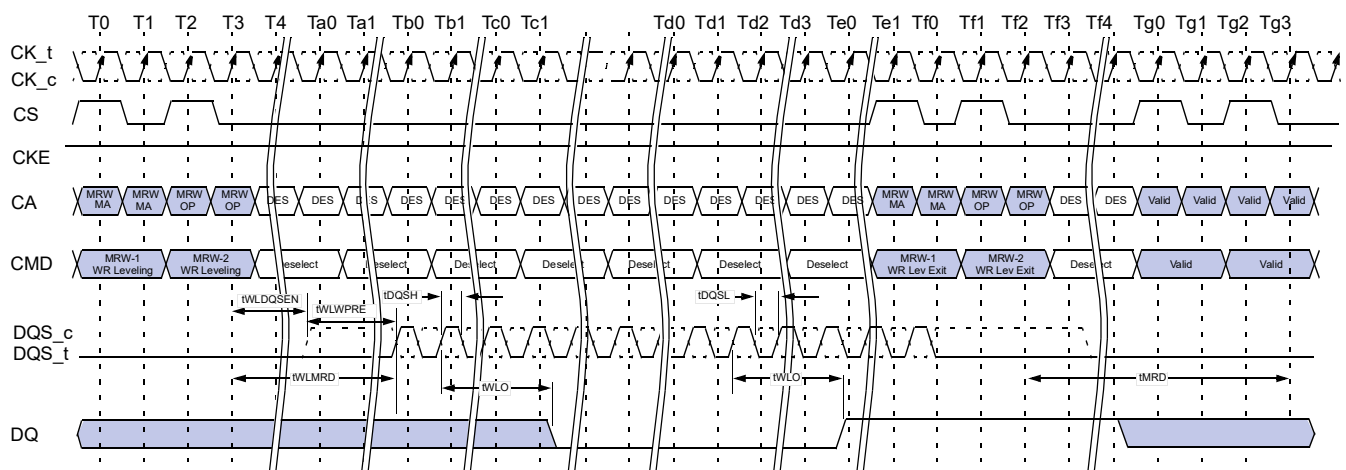 T0 T1 T2 T3 T4 Ta0 Ta1 Tb0 Tb1 Tc0 Tc1 Td0 Td1 Td2 Td3 Te0 Te1 Tf0 Tf1 Tf2 Tf3 Tf4 Tg0 Tg1 Tg2 Tg3
CK_t
CK_c
CS
CKE
CA
MRW MA
MRW MA
MRW OP
MRW OP
DES DES DES DES DES DES DES DES DES DES DES DES DES DES
MRW MA
MRW MA
MRW OP
MRW OP
DES DES Valid Valid Valid Valid
CMD
MRW-1 WR Leveling
MRW-2 WR Leveling
Deselect Deselect Deselect Deselect Deselect Deselect Deselect
MRW-1 WR Lev Exit
MRW-2 WR Lev Exit
Deselect Valid Valid
tWLDQSEN tWLWPRE tDQSH tDQSL
DQS_c
DQS_t
tWLMRD tWLO tWLO tMRD
DQ